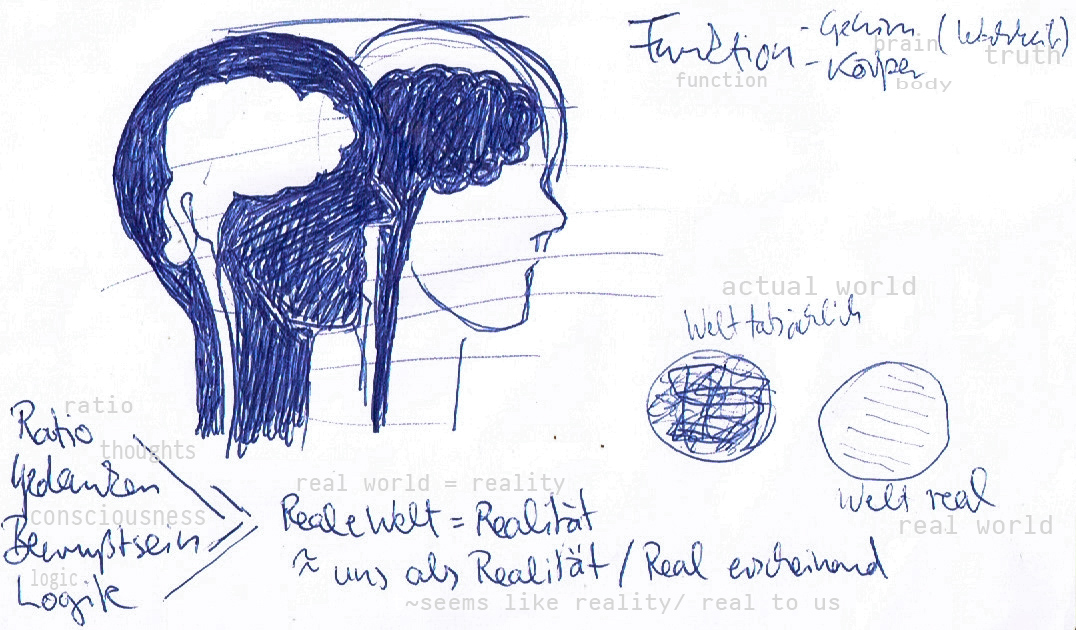 Funktion - Gehirn (Wahrheit)
brain
truth
- Körper
function
body
actual world
Welt tatsächlich
Ratio
ratio
thoughts
Gedanken
consciousness
Bewußtsein
logic
Logik
real world = reality
Reale Welt = Realität
≈ uns als Realität / Real erscheinend
~seems like reality/ real to us
Welt real
real world